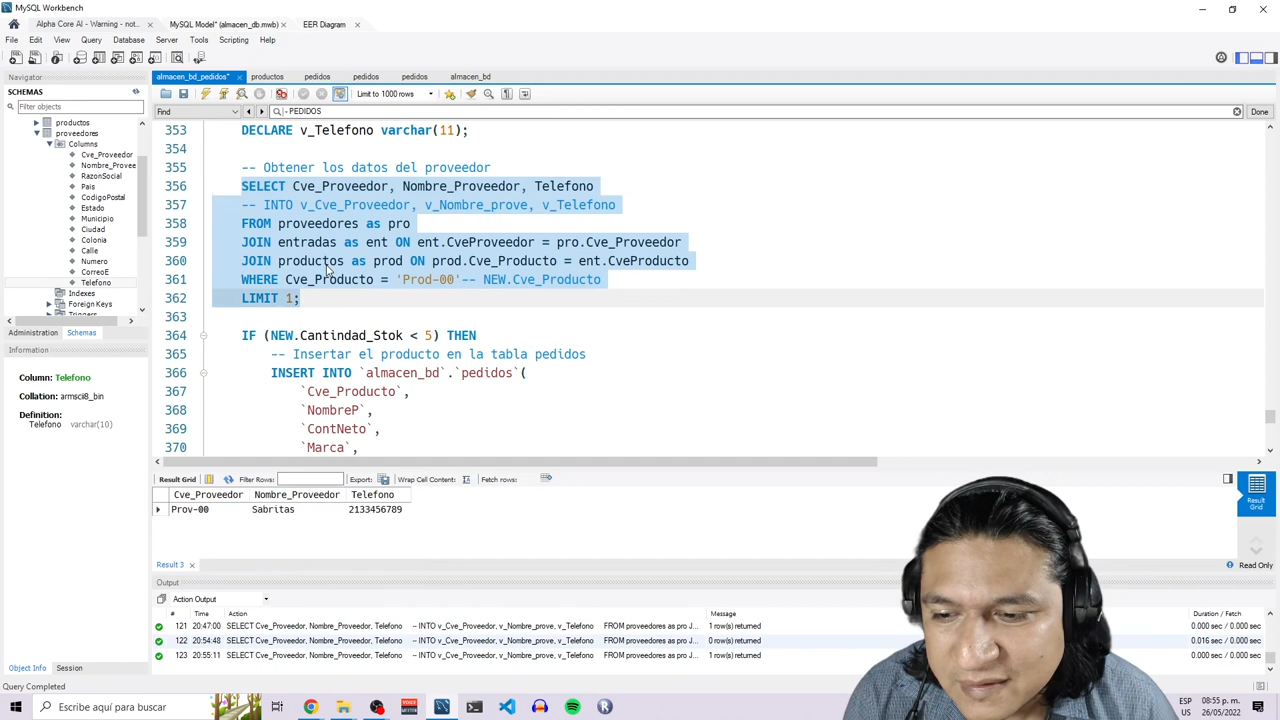 MySQL Workbench
Alpha Core AI - Warning - not...
MySQL Model* (almacen_db.mwb)
EER Diagram
File Edit View Query Database Server Tools Scripting Help
Navigator
SCHEMAS
Filter objects
productos
proveedores
Columns
Cve_Proveedor
Nombre_Provee
RazonSocial
Pais
CodigoPostal
Estado
Municipio
Ciudad
Colonia
Calle
Numero
CorreoE
Telefono
Indexes
Foreign Keys
Triggers
Administration Schemas
Information
Column: Telefono
Collation: armscii8_bin
Definition:
Telefono varchar(10)
Object Info Session
Query Completed
almacen_bd_pedidos* productos pedidos pedidos pedidos almacen_bd
Limit to 1000 rows
Find - PEDIDOS Done
353 DECLARE v_Telefono varchar(11);
354
355 -- Obtener los datos del proveedor
356 SELECT Cve_Proveedor, Nombre_Proveedor, Telefono
357 -- INTO v_Cve_Proveedor, v_Nombre_prove, v_Telefono
358 FROM proveedores as pro
359 JOIN entradas as ent ON ent.CveProveedor = pro.Cve_Proveedor
360 JOIN productos as prod ON prod.Cve_Producto = ent.CveProducto
361 WHERE Cve_Producto = 'Prod-00'-- NEW.Cve_Producto
362 LIMIT 1;
363
364 IF (NEW.Cantindad_Stok < 5) THEN
365 -- Insertar el producto en la tabla pedidos
366 INSERT INTO `almacen_bd`.`pedidos`(
367 `Cve_Producto`,
368 `NombreP`,
369 `ContNeto`,
370 `Marca`,
Result Grid Filter Rows: Export: Wrap Cell Content: Fetch rows:
Cve_Proveedor Nombre_Proveedor Telefono
Prov-00 Sabritas 2133456789
Result Grid
Result 3
Read Only
Output
Action Output
# Time Action Message Duration / Fetch
121 20:47:00 SELECT Cve_Proveedor, Nombre_Proveedor, Telefono -- INTO v_Cve_Proveedor, v_Nombre_prove, v_Telefono FROM proveedores as pro J... 1 row(s) returned 0.000 sec / 0.000 sec
122 20:54:48 SELECT Cve_Proveedor, Nombre_Proveedor, Telefono -- INTO v_Cve_Proveedor, v_Nombre_prove, v_Telefono FROM proveedores as pro J... 0 row(s) returned 0.016 sec / 0.000 sec
123 20:55:11 SELECT Cve_Proveedor, Nombre_Proveedor, Telefono -- INTO v_Cve_Proveedor, v_Nombre_prove, v_Telefono FROM proveedores as pro J... 1 row(s) returned 0.000 sec / 0.000 sec
Escribe aquí para buscar
ESP
US
08:55 p. m.
26/05/2022